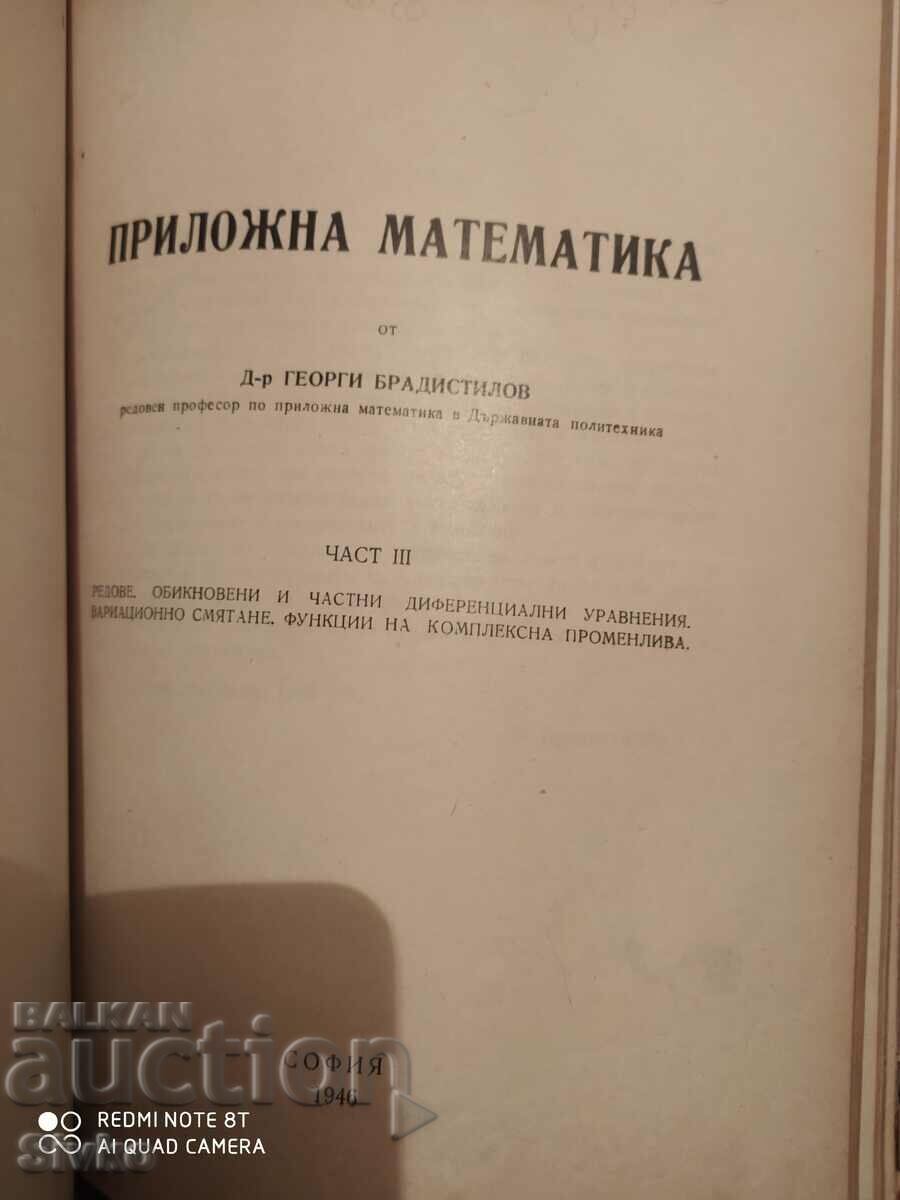 ПРИЛОЖНА МАТЕМАТИКА
от
Д-р ГЕОРГИ БРАДИСТИЛОВ
редовен професор по приложна математика в Държавната политехника
ЧАСТ III
РЕДОВЕ. ОБИКНОВЕНИ И ЧАСТНИ ДИФЕРЕНЦИАЛНИ УРАВНЕНИЯ.
ВАРИАЦИОННО СМЯТАНЕ. ФУНКЦИИ НА КОМПЛЕКСНА ПРОМЕНЛИВА.
BALKAN
auction
СОФИЯ
1946
REDMI NOTE 8T
AI QUAD CAMERA
Sivko